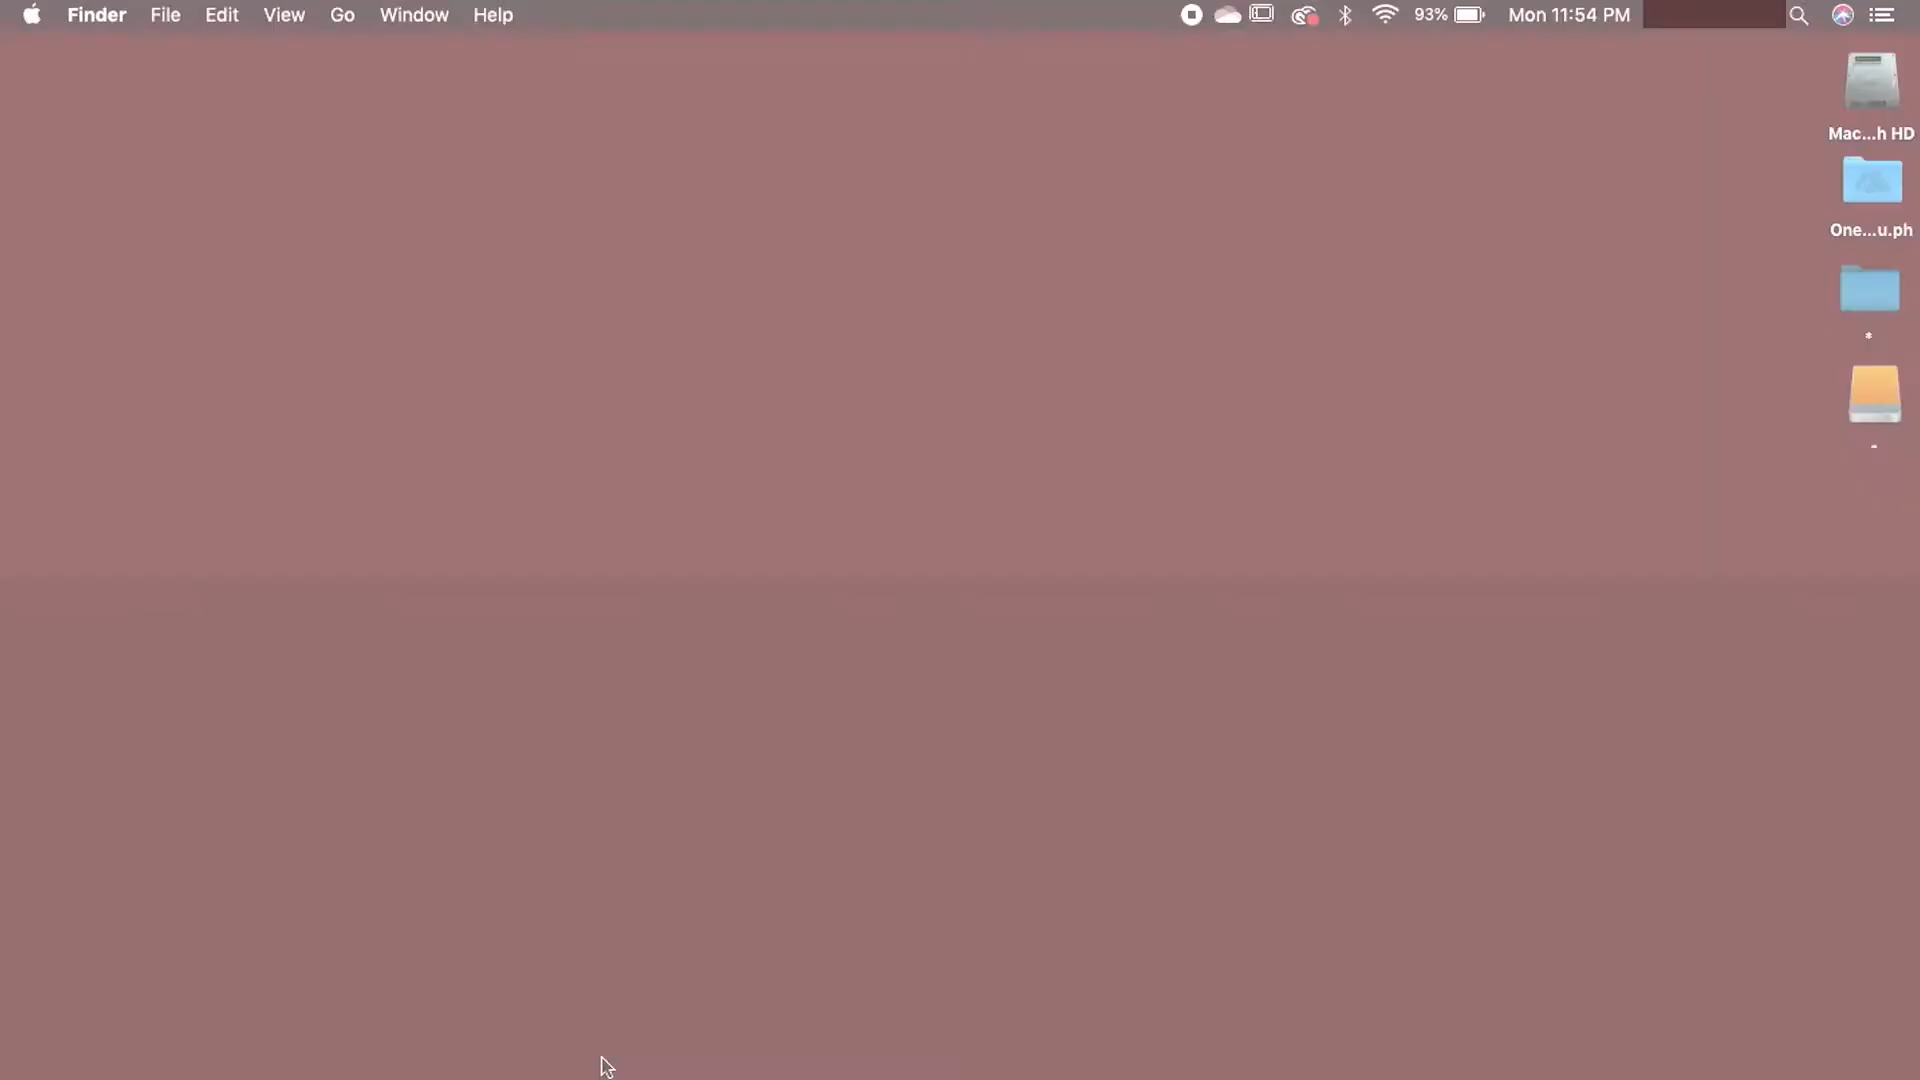 Finder File Edit View Go Window Help 93% Mon 11:54 PM
Mac...h HD
One...u.ph
*
-